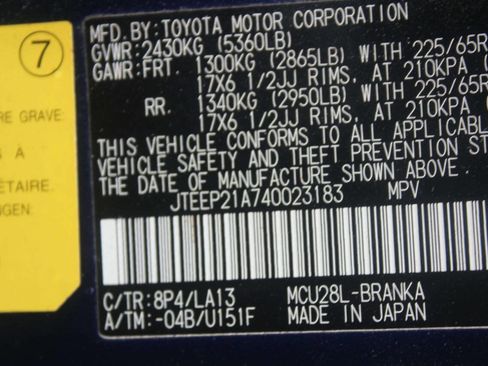 7
RE GRAVE
À
ÉTAIRE.
NGEN:
MFD.BY: TOYOTA MOTOR CORPORATION
GVWR: 2430KG (5360LB)
GAWR: FRT. 1300KG (2865LB) WITH 225/65R
17X6 1/2JJ RIMS, AT 210KPA (
RR. 1340KG (2950LB) WITH 225/65R
17X6 1/2JJ RIMS, AT 210KPA (
THIS VEHICLE CONFORMS TO ALL APPLICABL
VEHICLE SAFETY AND THEFT PREVENTION ST
THE DATE OF MANUFACTURE SHOWN ABOVE.
JTEEP21A740023183 MPV
C/TR: 8P4/LA13 MCU28L-BRANKA
A/TM: -04B/U151F MADE IN JAPAN